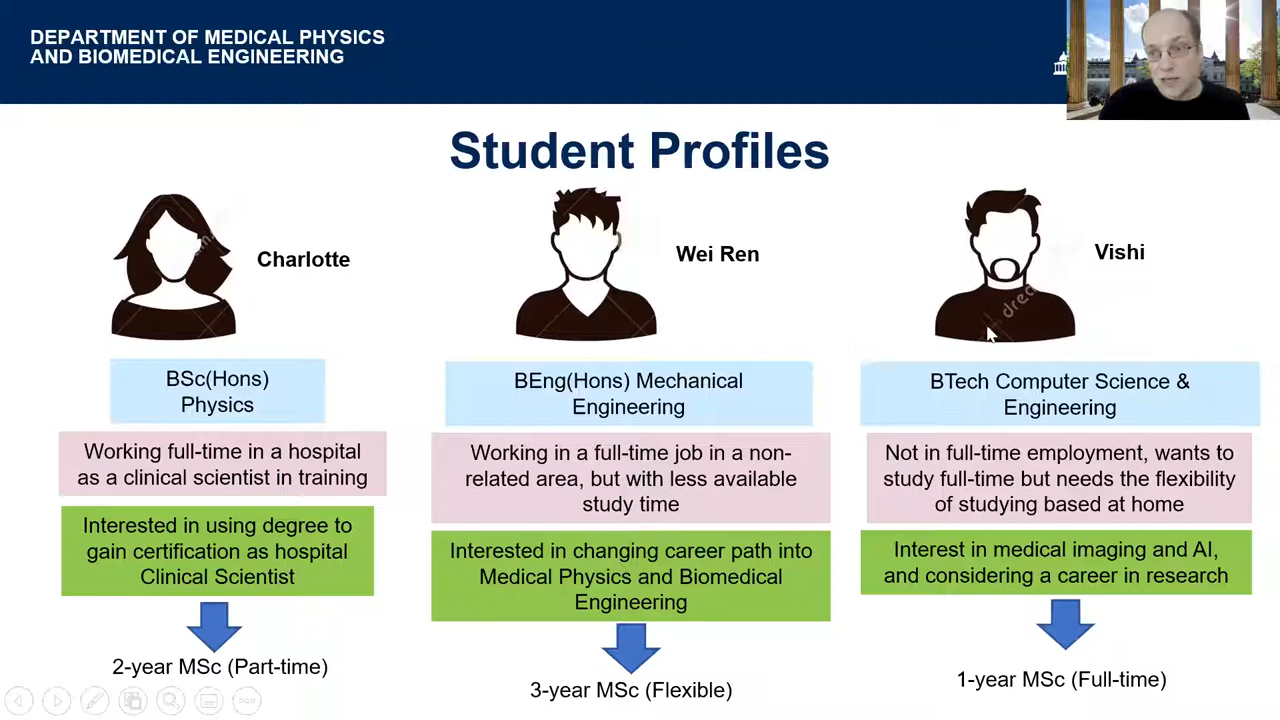 DEPARTMENT OF MEDICAL PHYSICS
AND BIOMEDICAL ENGINEERING
Student Profiles
Charlotte
BSc(Hons)
Physics
Working full-time in a hospital
as a clinical scientist in training
Interested in using degree to
gain certification as hospital
Clinical Scientist
2-year MSc (Part-time)
Wei Ren
BEng(Hons) Mechanical
Engineering
Working in a full-time job in a non-
related area, but with less available
study time
Interested in changing career path into
Medical Physics and Biomedical
Engineering
3-year MSc (Flexible)
Vishi
BTech Computer Science &
Engineering
Not in full-time employment, wants to
study full-time but needs the flexibility
of studying based at home
Interest in medical imaging and AI,
and considering a career in research
1-year MSc (Full-time)